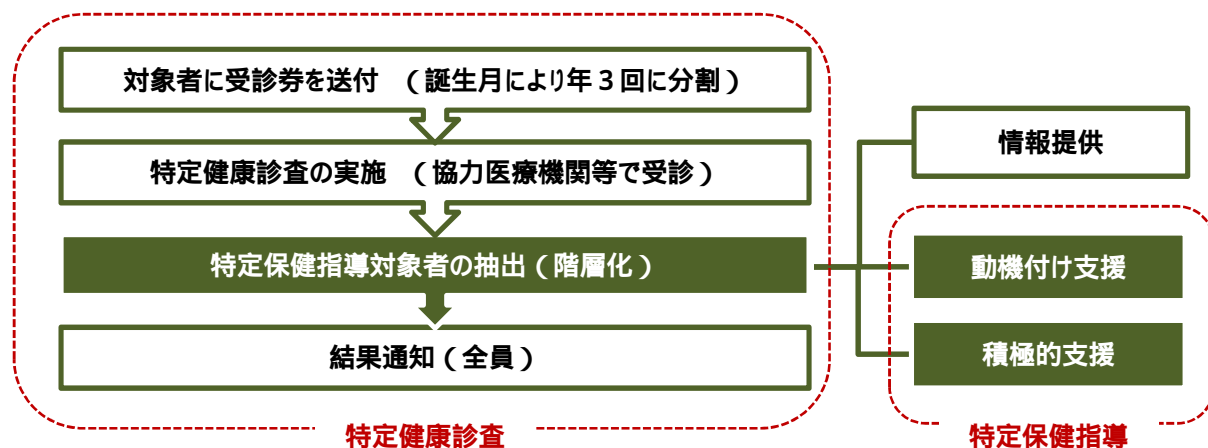 対象者に受診券を送付 （誕生月により年３回に分割）
特定健康診査の実施 （協力医療機関等で受診）
特定保健指導対象者の抽出（階層化）
結果通知（全員）
特定健康診査
情報提供
動機付け支援
積極的支援
特定保健指導